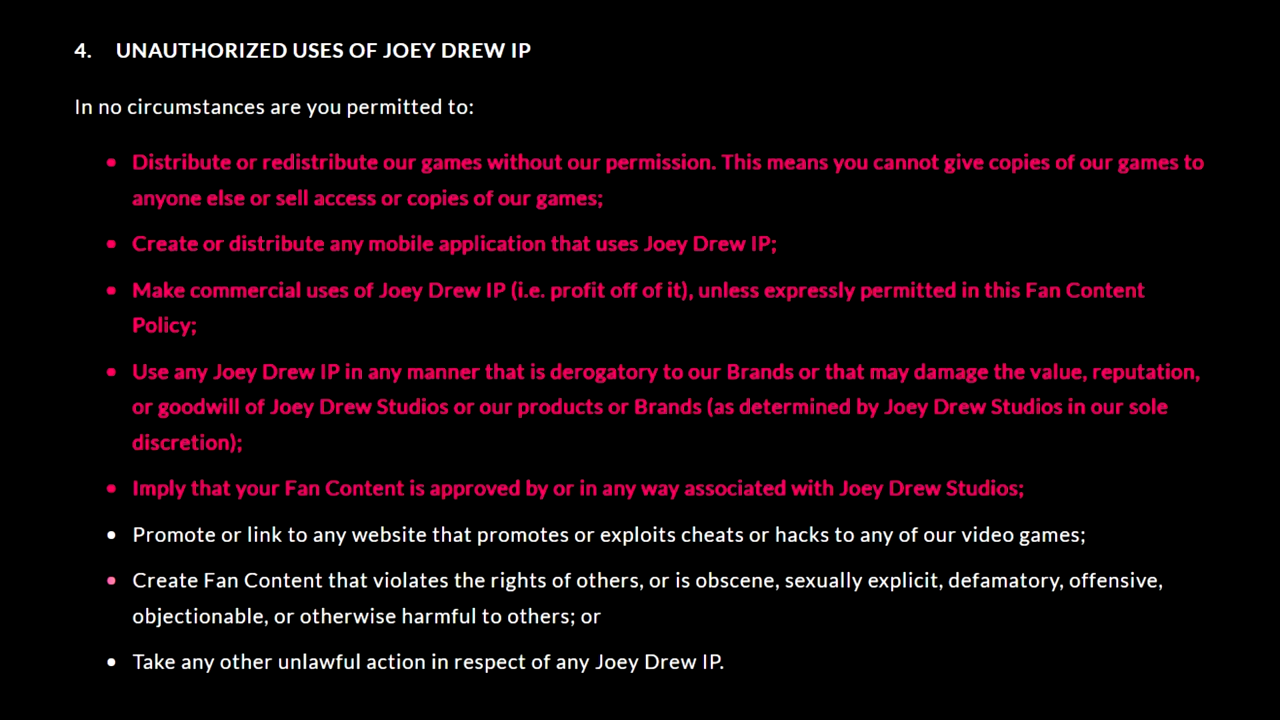 4. UNAUTHORIZED USES OF JOEY DREW IP
In no circumstances are you permitted to:
• Distribute or redistribute our games without our permission. This means you cannot give copies of our games to
anyone else or sell access or copies of our games;
• Create or distribute any mobile application that uses Joey Drew IP;
• Make commercial uses of Joey Drew IP (i.e. profit off of it), unless expressly permitted in this Fan Content
Policy;
• Use any Joey Drew IP in any manner that is derogatory to our Brands or that may damage the value, reputation,
or goodwill of Joey Drew Studios or our products or Brands (as determined by Joey Drew Studios in our sole
discretion);
• Imply that your Fan Content is approved by or in any way associated with Joey Drew Studios;
• Promote or link to any website that promotes or exploits cheats or hacks to any of our video games;
• Create Fan Content that violates the rights of others, or is obscene, sexually explicit, defamatory, offensive,
objectionable, or otherwise harmful to others; or
• Take any other unlawful action in respect of any Joey Drew IP.